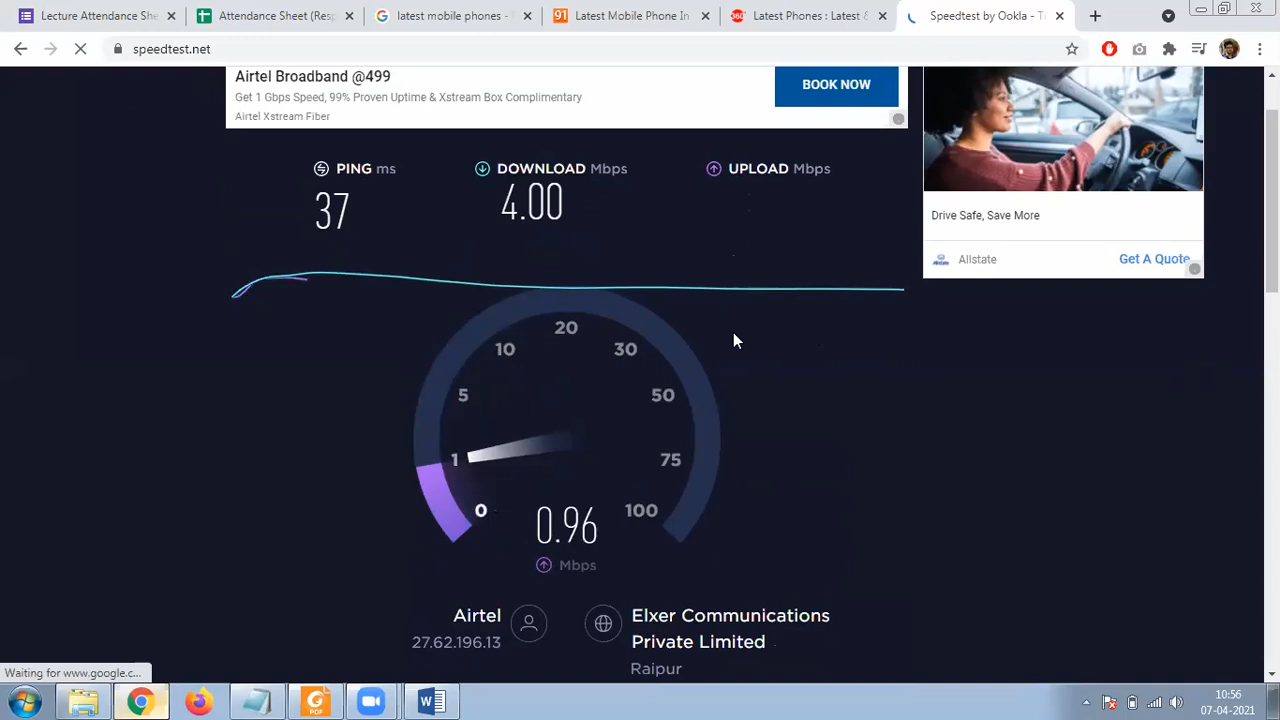 Lecture Attendance She
Attendance Sheet (Resp
latest mobile phones -
Latest Mobile Phone In
Latest Phones : Latest &
Speedtest by Ookla - T
speedtest.net
Airtel Broadband @499
Get 1 Gbps Speed, 99% Proven Uptime & Xstream Box Complimentary
Airtel Xstream Fiber
BOOK NOW
PING ms
37
DOWNLOAD Mbps
4.00
UPLOAD Mbps
Drive Safe, Save More
Allstate
Get A Quote
20
10
30
5
50
1
75
0
100
0.96
Mbps
Airtel
27.62.196.13
Elxer Communications
Private Limited
Raipur
Waiting for www.google.c...
10:56
07-04-2021